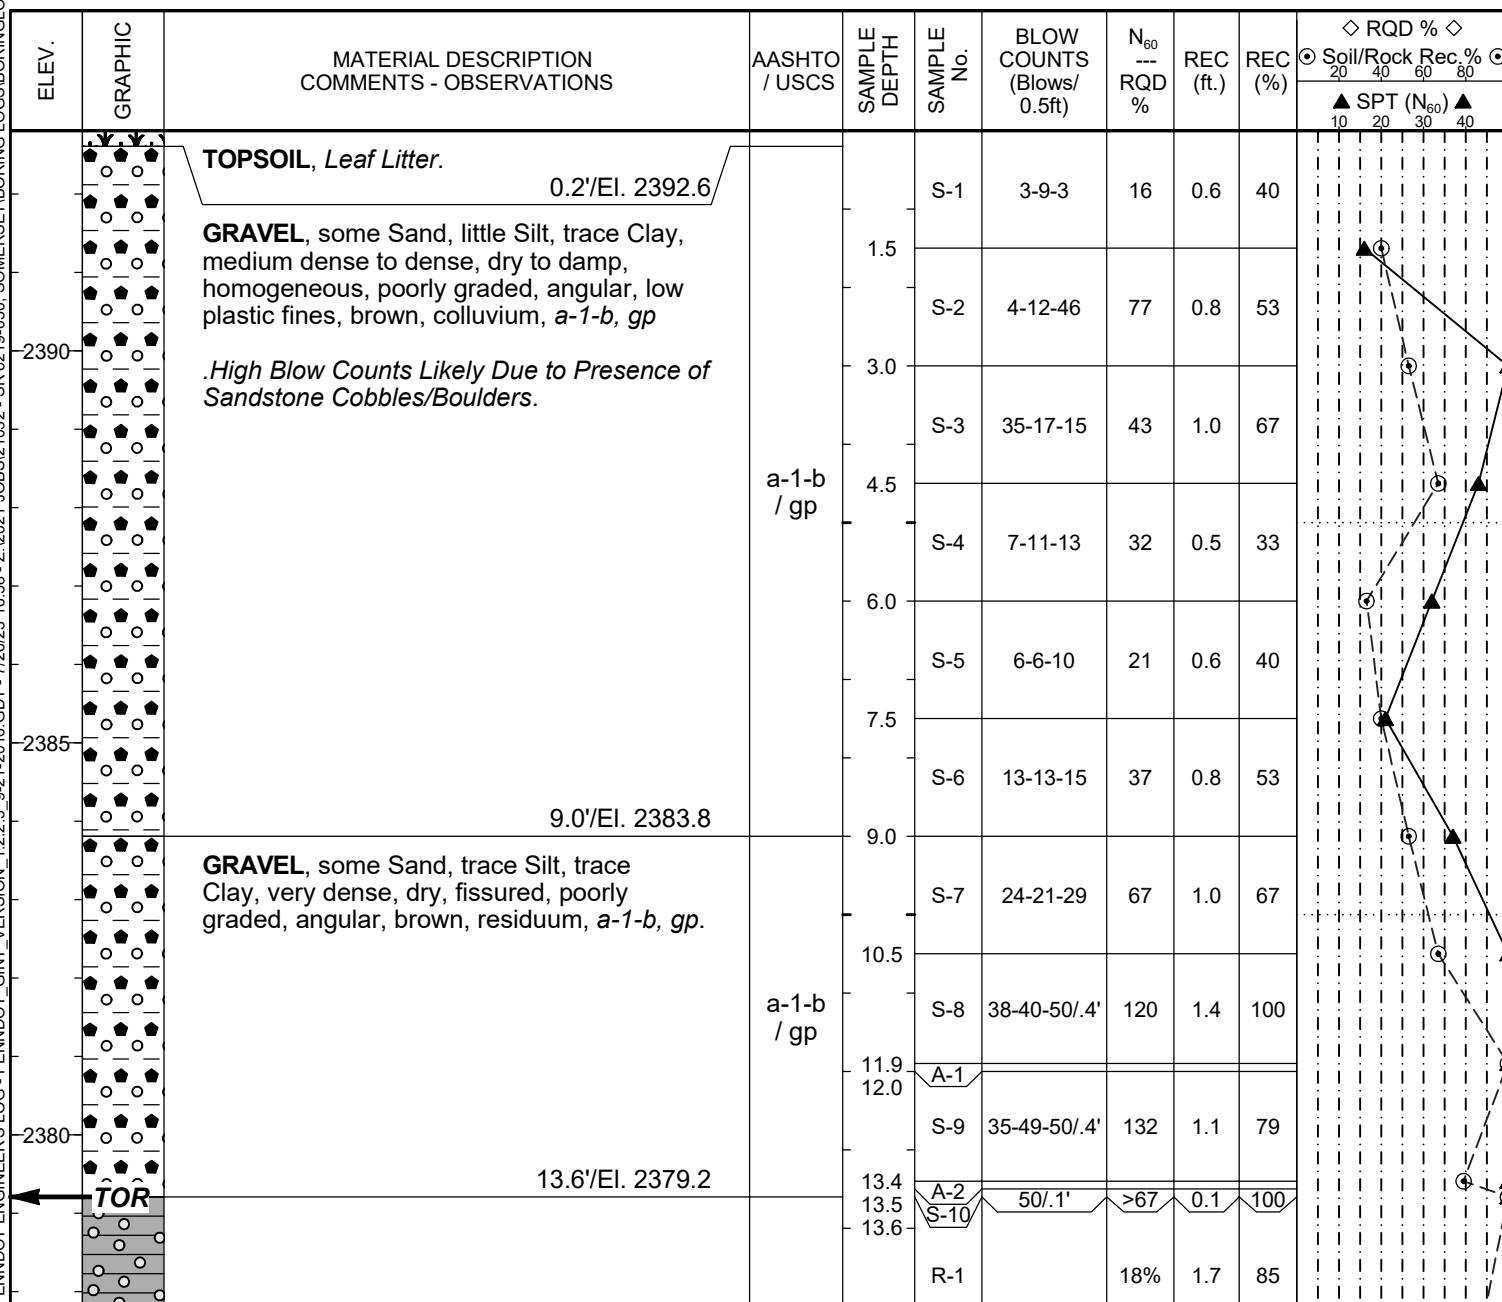 ELEV.
GRAPHIC
MATERIAL DESCRIPTION
COMMENTS - OBSERVATIONS
AASHTO
/ USCS
SAMPLE
DEPTH
SAMPLE
No.
BLOW
COUNTS
(Blows/
0.5ft)
N60
---
RQD
%
REC
(ft.)
REC
(%)
◇ RQD % ◇
⊙ Soil/Rock Rec.% ⊙
20 40 60 80
▲ SPT (N60) ▲
10 20 30 40
TOPSOIL, Leaf Litter.
0.2'/El. 2392.6
S-1 3-9-3 16 0.6 40
GRAVEL, some Sand, little Silt, trace Clay,
medium dense to dense, dry to damp,
homogeneous, poorly graded, angular, low
plastic fines, brown, colluvium, a-1-b, gp
1.5
S-2 4-12-46 77 0.8 53
2390
.High Blow Counts Likely Due to Presence of
Sandstone Cobbles/Boulders.
3.0
S-3 35-17-15 43 1.0 67
a-1-b
/ gp
4.5
S-4 7-11-13 32 0.5 33
6.0
S-5 6-6-10 21 0.6 40
7.5
2385
S-6 13-13-15 37 0.8 53
9.0'/El. 2383.8
9.0
GRAVEL, some Sand, trace Silt, trace
Clay, very dense, dry, fissured, poorly
graded, angular, brown, residuum, a-1-b, gp.
S-7 24-21-29 67 1.0 67
10.5
a-1-b
/ gp
S-8 38-40-50/.4' 120 1.4 100
11.9
A-1
12.0
S-9 35-49-50/.4' 132 1.1 79
2380
13.6'/El. 2379.2
13.4
A-2
TOR
13.5
50/.1' >67 0.1 100
S-10
13.6
R-1 18% 1.7 85